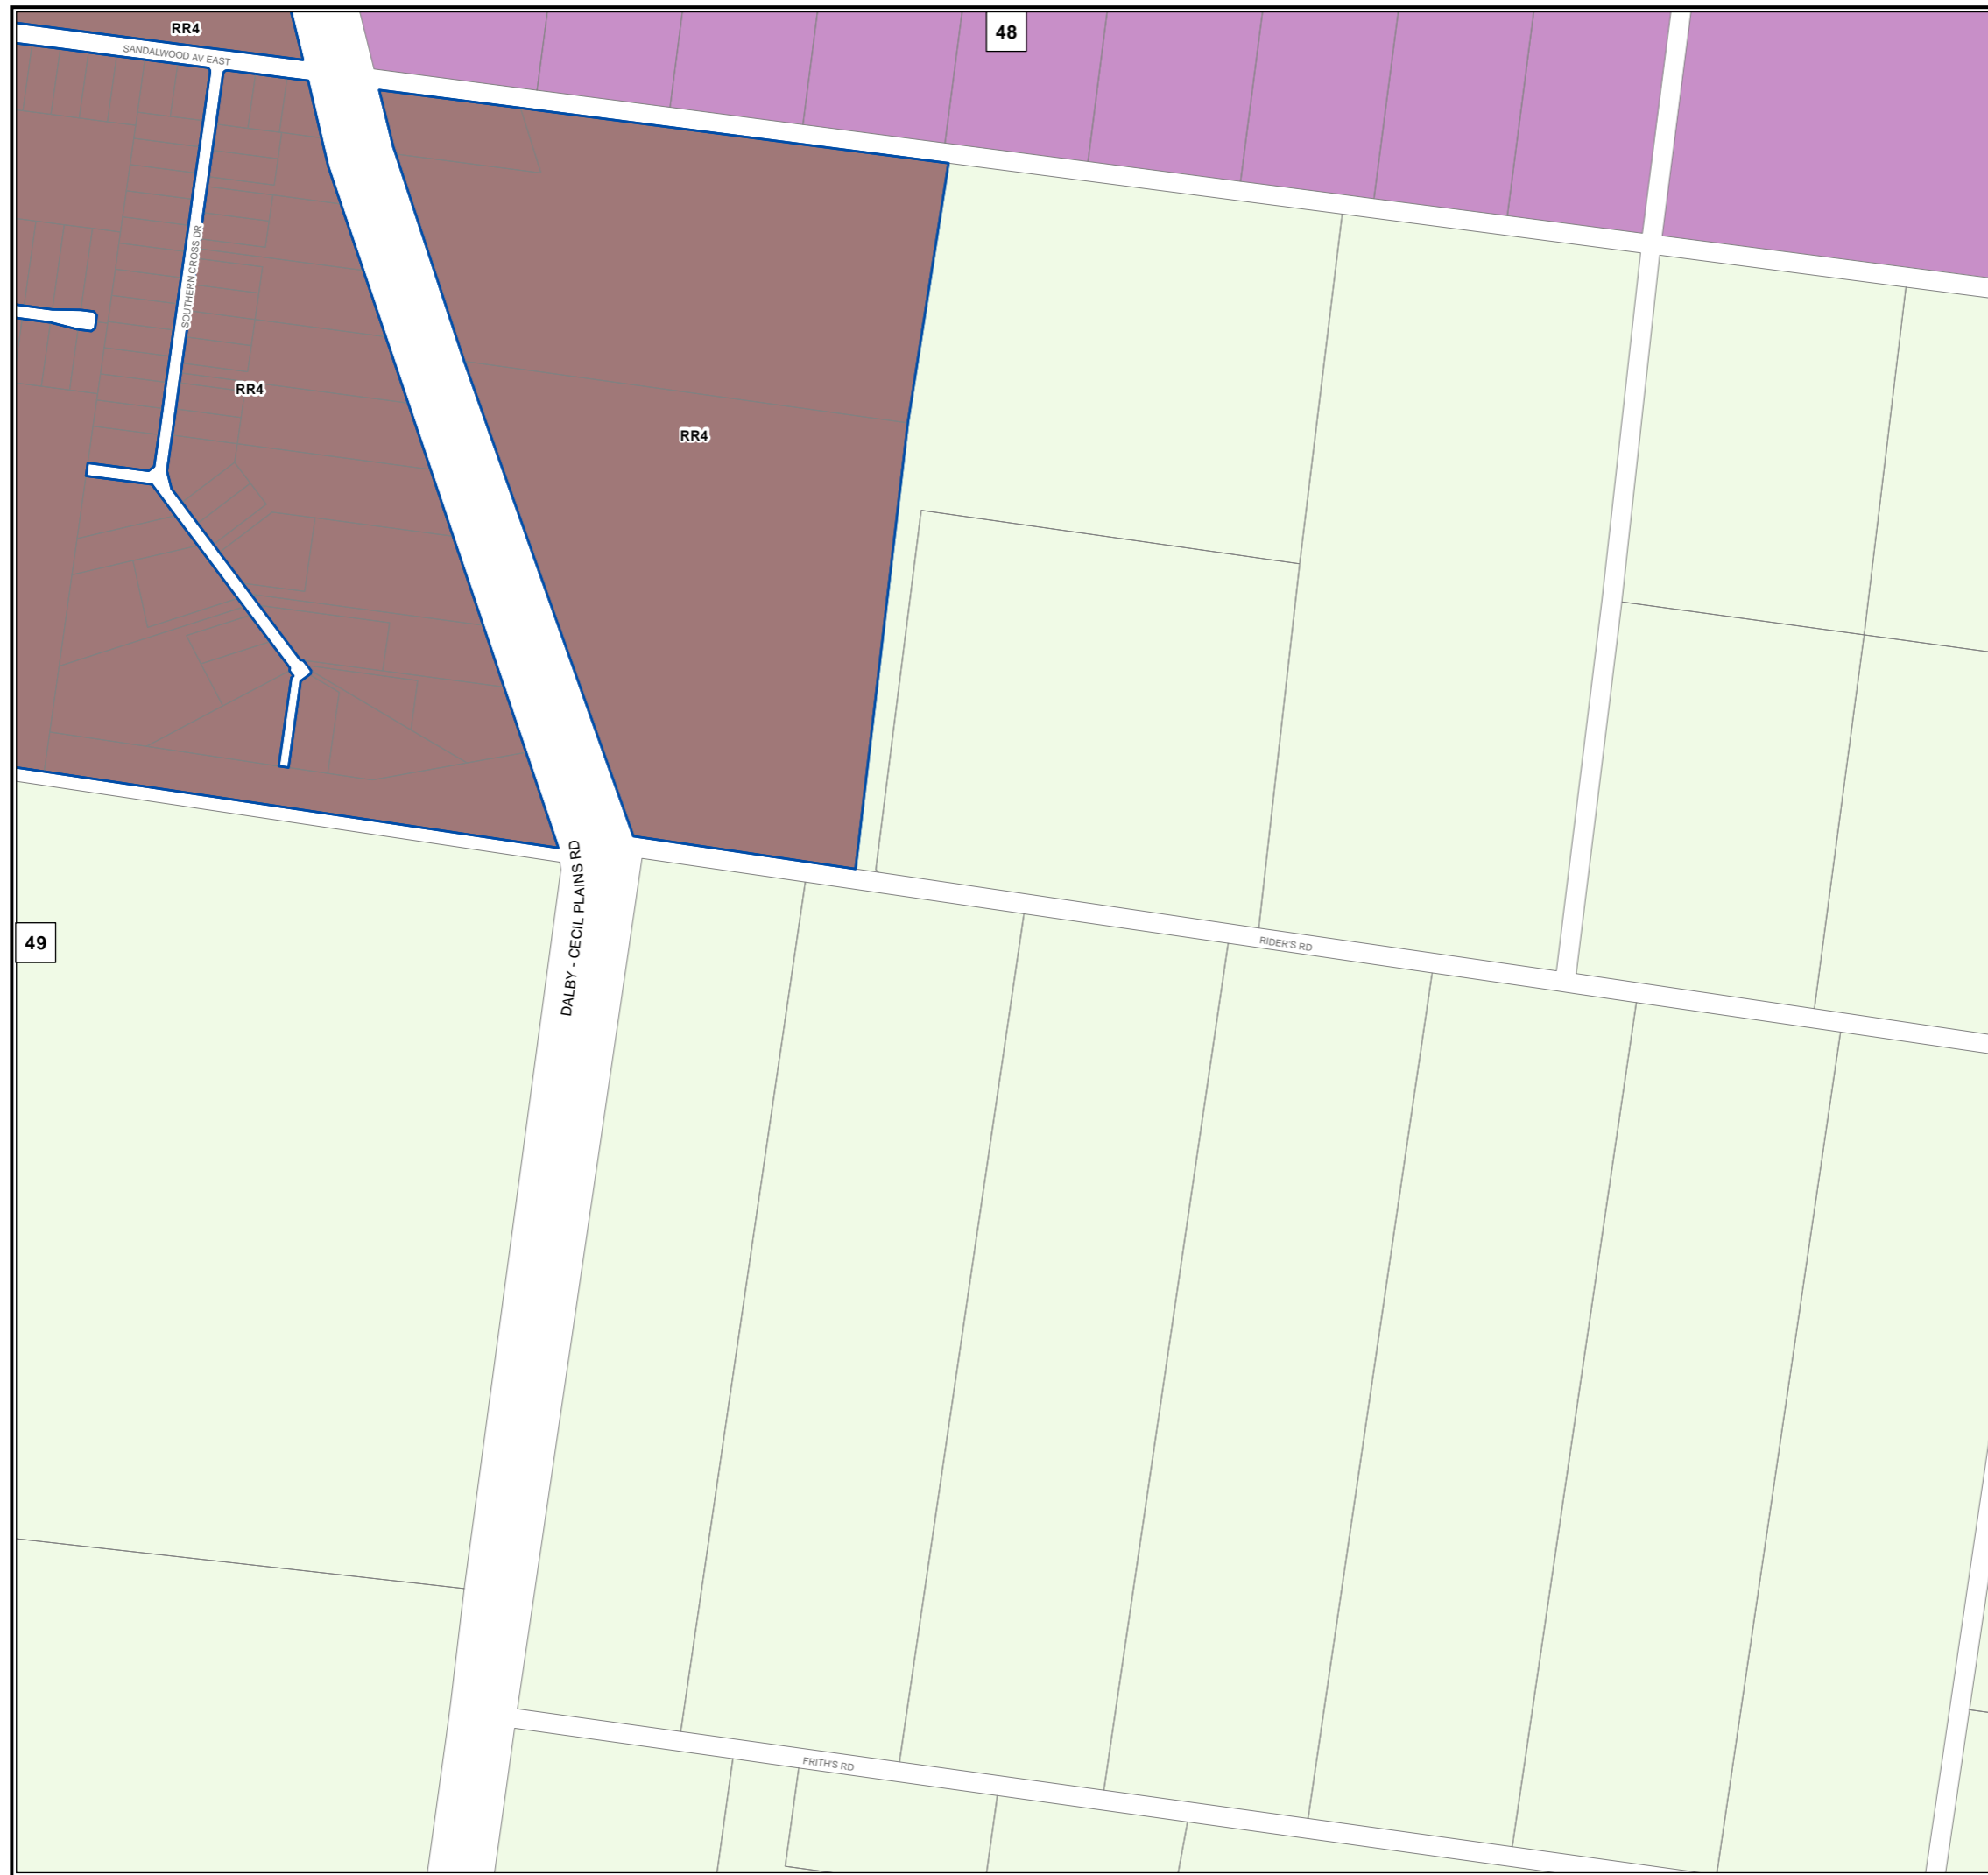 RR4
48
SANDALWOOD AV EAST
SOUTHERN CROSS DR
RR4
RR4
DALBY - CECIL PLAINS RD
49
RIDER'S RD
FRITH'S RD